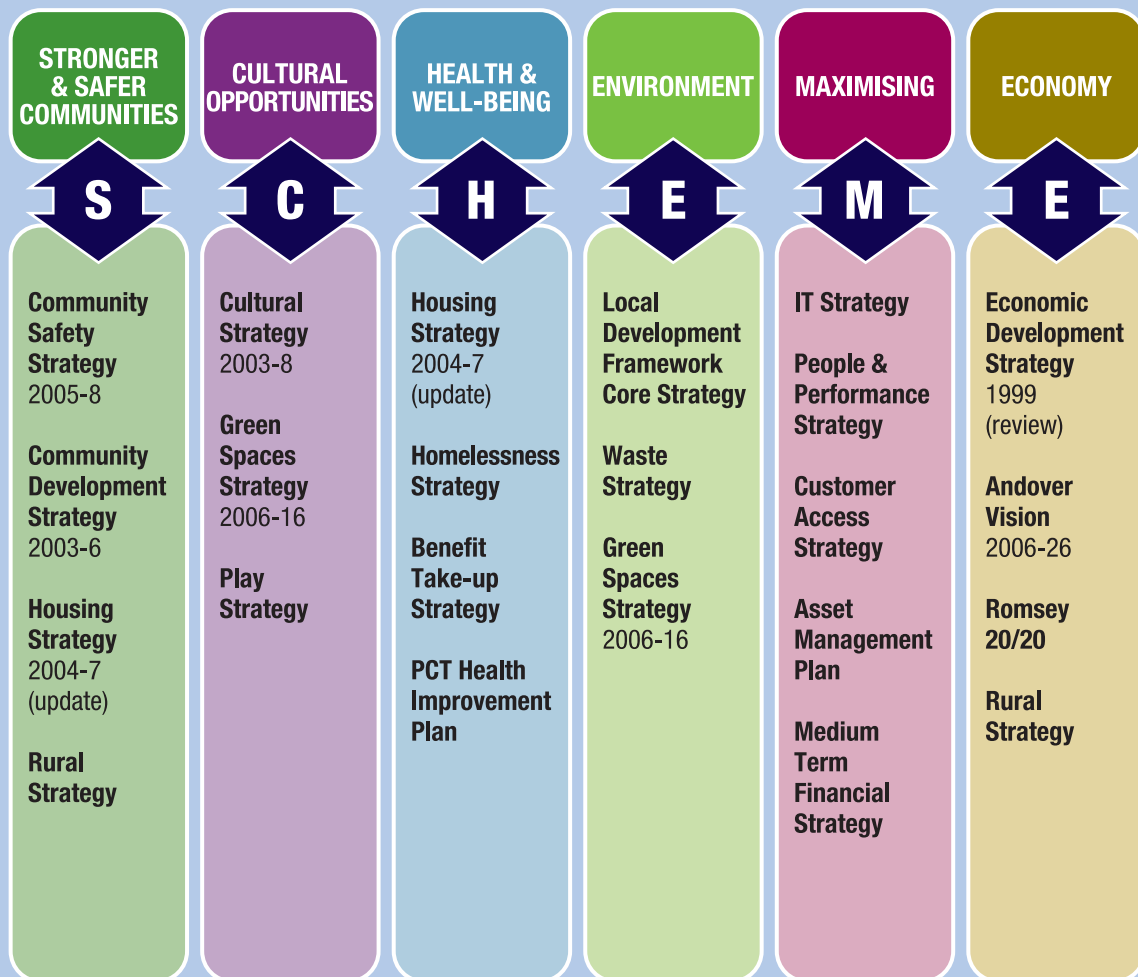 STRONGER
& SAFER
COMMUNITIES
S
Community
Safety
Strategy
2005-8
Community
Development
Strategy
2003-6
Housing
Strategy
2004-7
(update)
Rural
Strategy
CULTURAL
OPPORTUNITIES
C
Cultural
Strategy
2003-8
Green
Spaces
Strategy
2006-16
Play
Strategy
HEALTH &
WELL-BEING
H
Housing
Strategy
2004-7
(update)
Homelessness
Strategy
Benefit
Take-up
Strategy
PCT Health
Improvement
Plan
ENVIRONMENT
E
Local
Development
Framework
Core Strategy
Waste
Strategy
Green
Spaces
Strategy
2006-16
MAXIMISING
M
IT Strategy
People &
Performance
Strategy
Customer
Access
Strategy
Asset
Management
Plan
Medium
Term
Financial
Strategy
ECONOMY
E
Economic
Development
Strategy
1999
(review)
Andover
Vision
2006-26
Romsey
20/20
Rural
Strategy